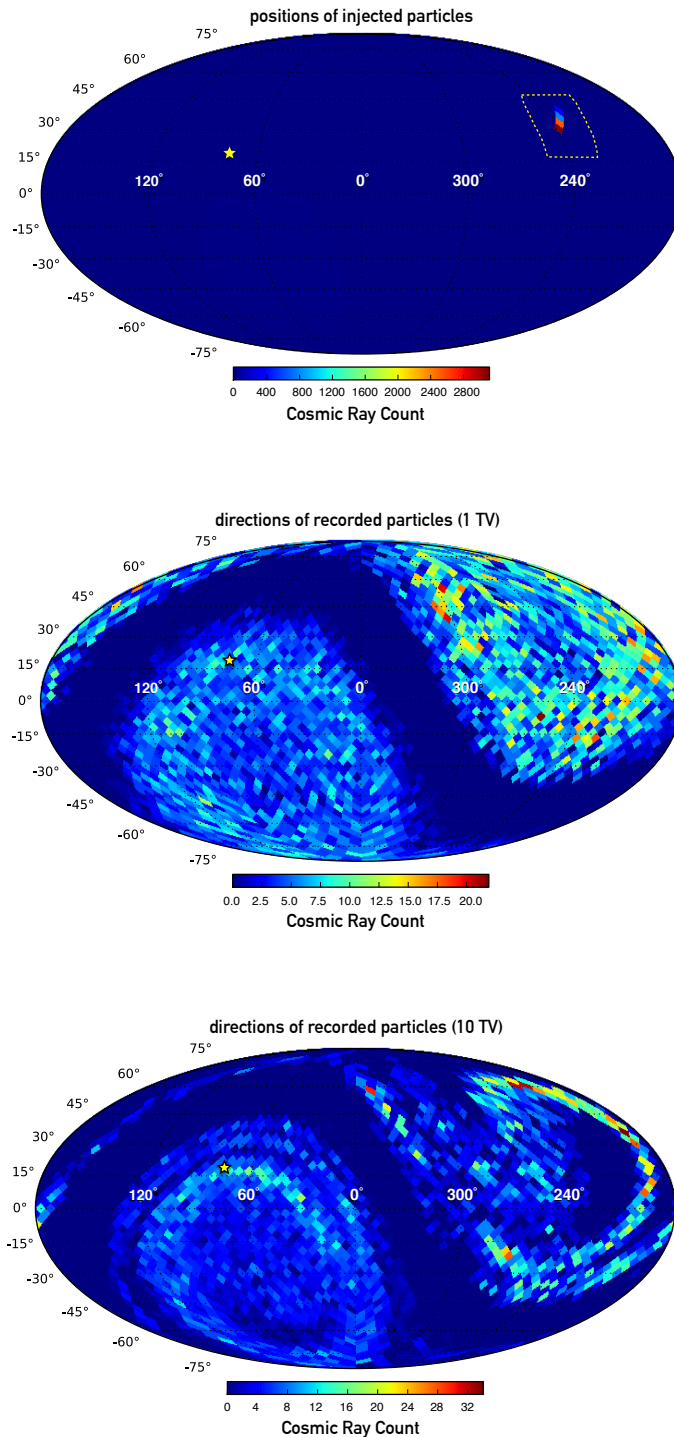 positions of injected particles
75°
60°
45°
30°
15°
0°
-15°
-30°
-45°
-60°
-75°
120° 60° 0° 300° 240°
0 400 800 1200 1600 2000 2400 2800
Cosmic Ray Count
directions of recorded particles (1 TV)
75°
60°
45°
30°
15°
0°
-15°
-30°
-45°
-60°
-75°
120° 60° 0° 300° 240°
0.0 2.5 5.0 7.5 10.0 12.5 15.0 17.5 20.0
Cosmic Ray Count
directions of recorded particles (10 TV)
75°
60°
45°
30°
15°
0°
-15°
-30°
-45°
-60°
-75°
120° 60° 0° 300° 240°
0 4 8 12 16 20 24 28 32
Cosmic Ray Count